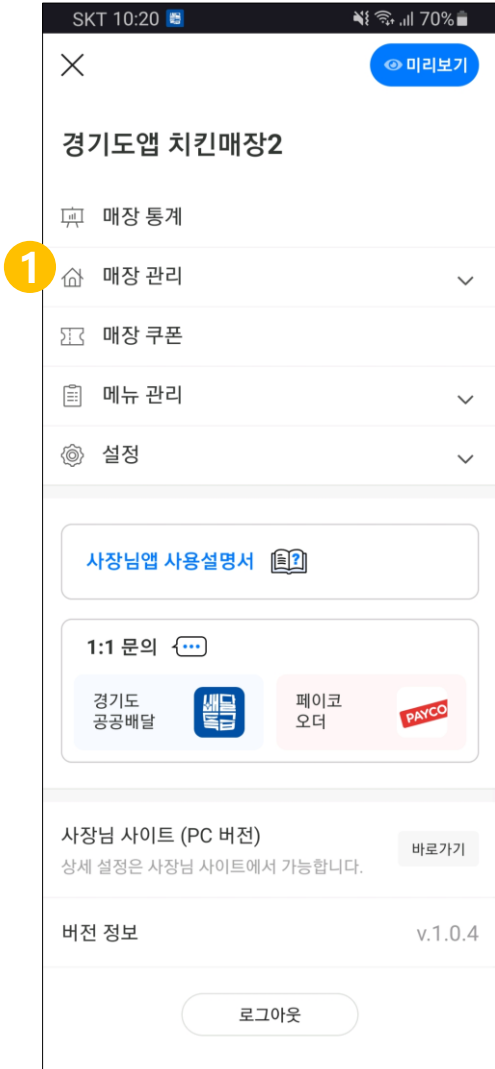 SKT 10:20 70%
미리보기
경기도앱 치킨매장2
매장 통계
1
매장 관리
매장 쿠폰
메뉴 관리
설정
사장님앱 사용설명서
1:1 문의
경기도
공공배달
배달
특급
페이코
오더
PAYCO
사장님 사이트 (PC 버전)
상세 설정은 사장님 사이트에서 가능합니다.
바로가기
버전 정보
v.1.0.4
로그아웃